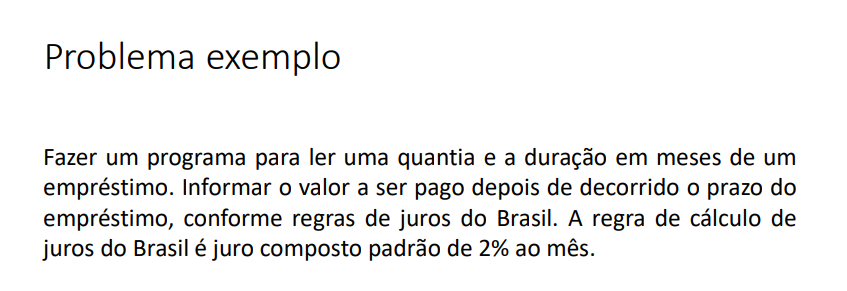 Problema exemplo
Fazer um programa para ler uma quantia e a duração em meses de um
empréstimo. Informar o valor a ser pago depois de decorrido o prazo do
empréstimo, conforme regras de juros do Brasil. A regra de cálculo de
juros do Brasil é juro composto padrão de 2% ao mês.